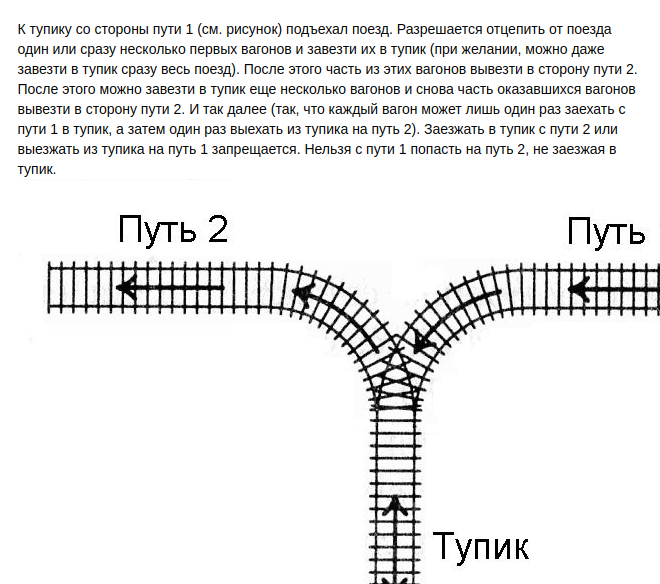 К тупику со стороны пути 1 (см. рисунок) подъехал поезд. Разрешается отцепить от поезда
один или сразу несколько первых вагонов и завезти их в тупик (при желании, можно даже
завезти в тупик сразу весь поезд). После этого часть из этих вагонов вывезти в сторону пути 2.
После этого можно завезти в тупик еще несколько вагонов и снова часть оказавшихся вагонов
вывезти в сторону пути 2. И так далее (так, что каждый вагон может лишь один раз заехать с
пути 1 в тупик, а затем один раз выехать из тупика на путь 2). Заезжать в тупик с пути 2 или
выезжать из тупика на путь 1 запрещается. Нельзя с пути 1 попасть на путь 2, не заезжая в
тупик.
Путь 2
Путь
Тупик